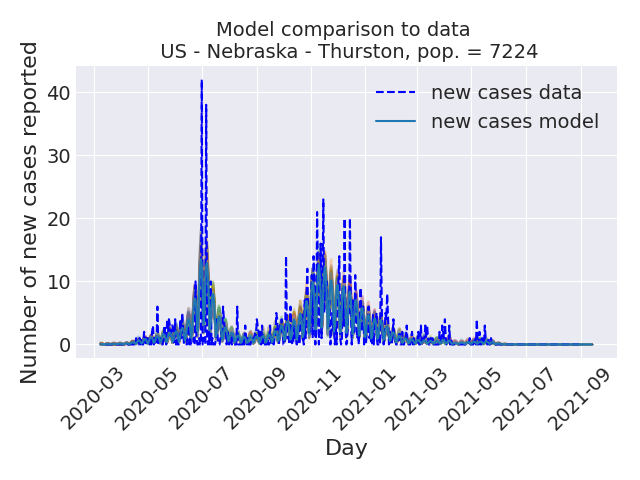 Model comparison to data
US - Nebraska - Thurston, pop. = 7224
Number of new cases reported
40
30
20
10
0
new cases data
new cases model
2020-03
2020-05
2020-07
2020-09
2020-11
2021-01
2021-03
2021-05
2021-07
2021-09
Day